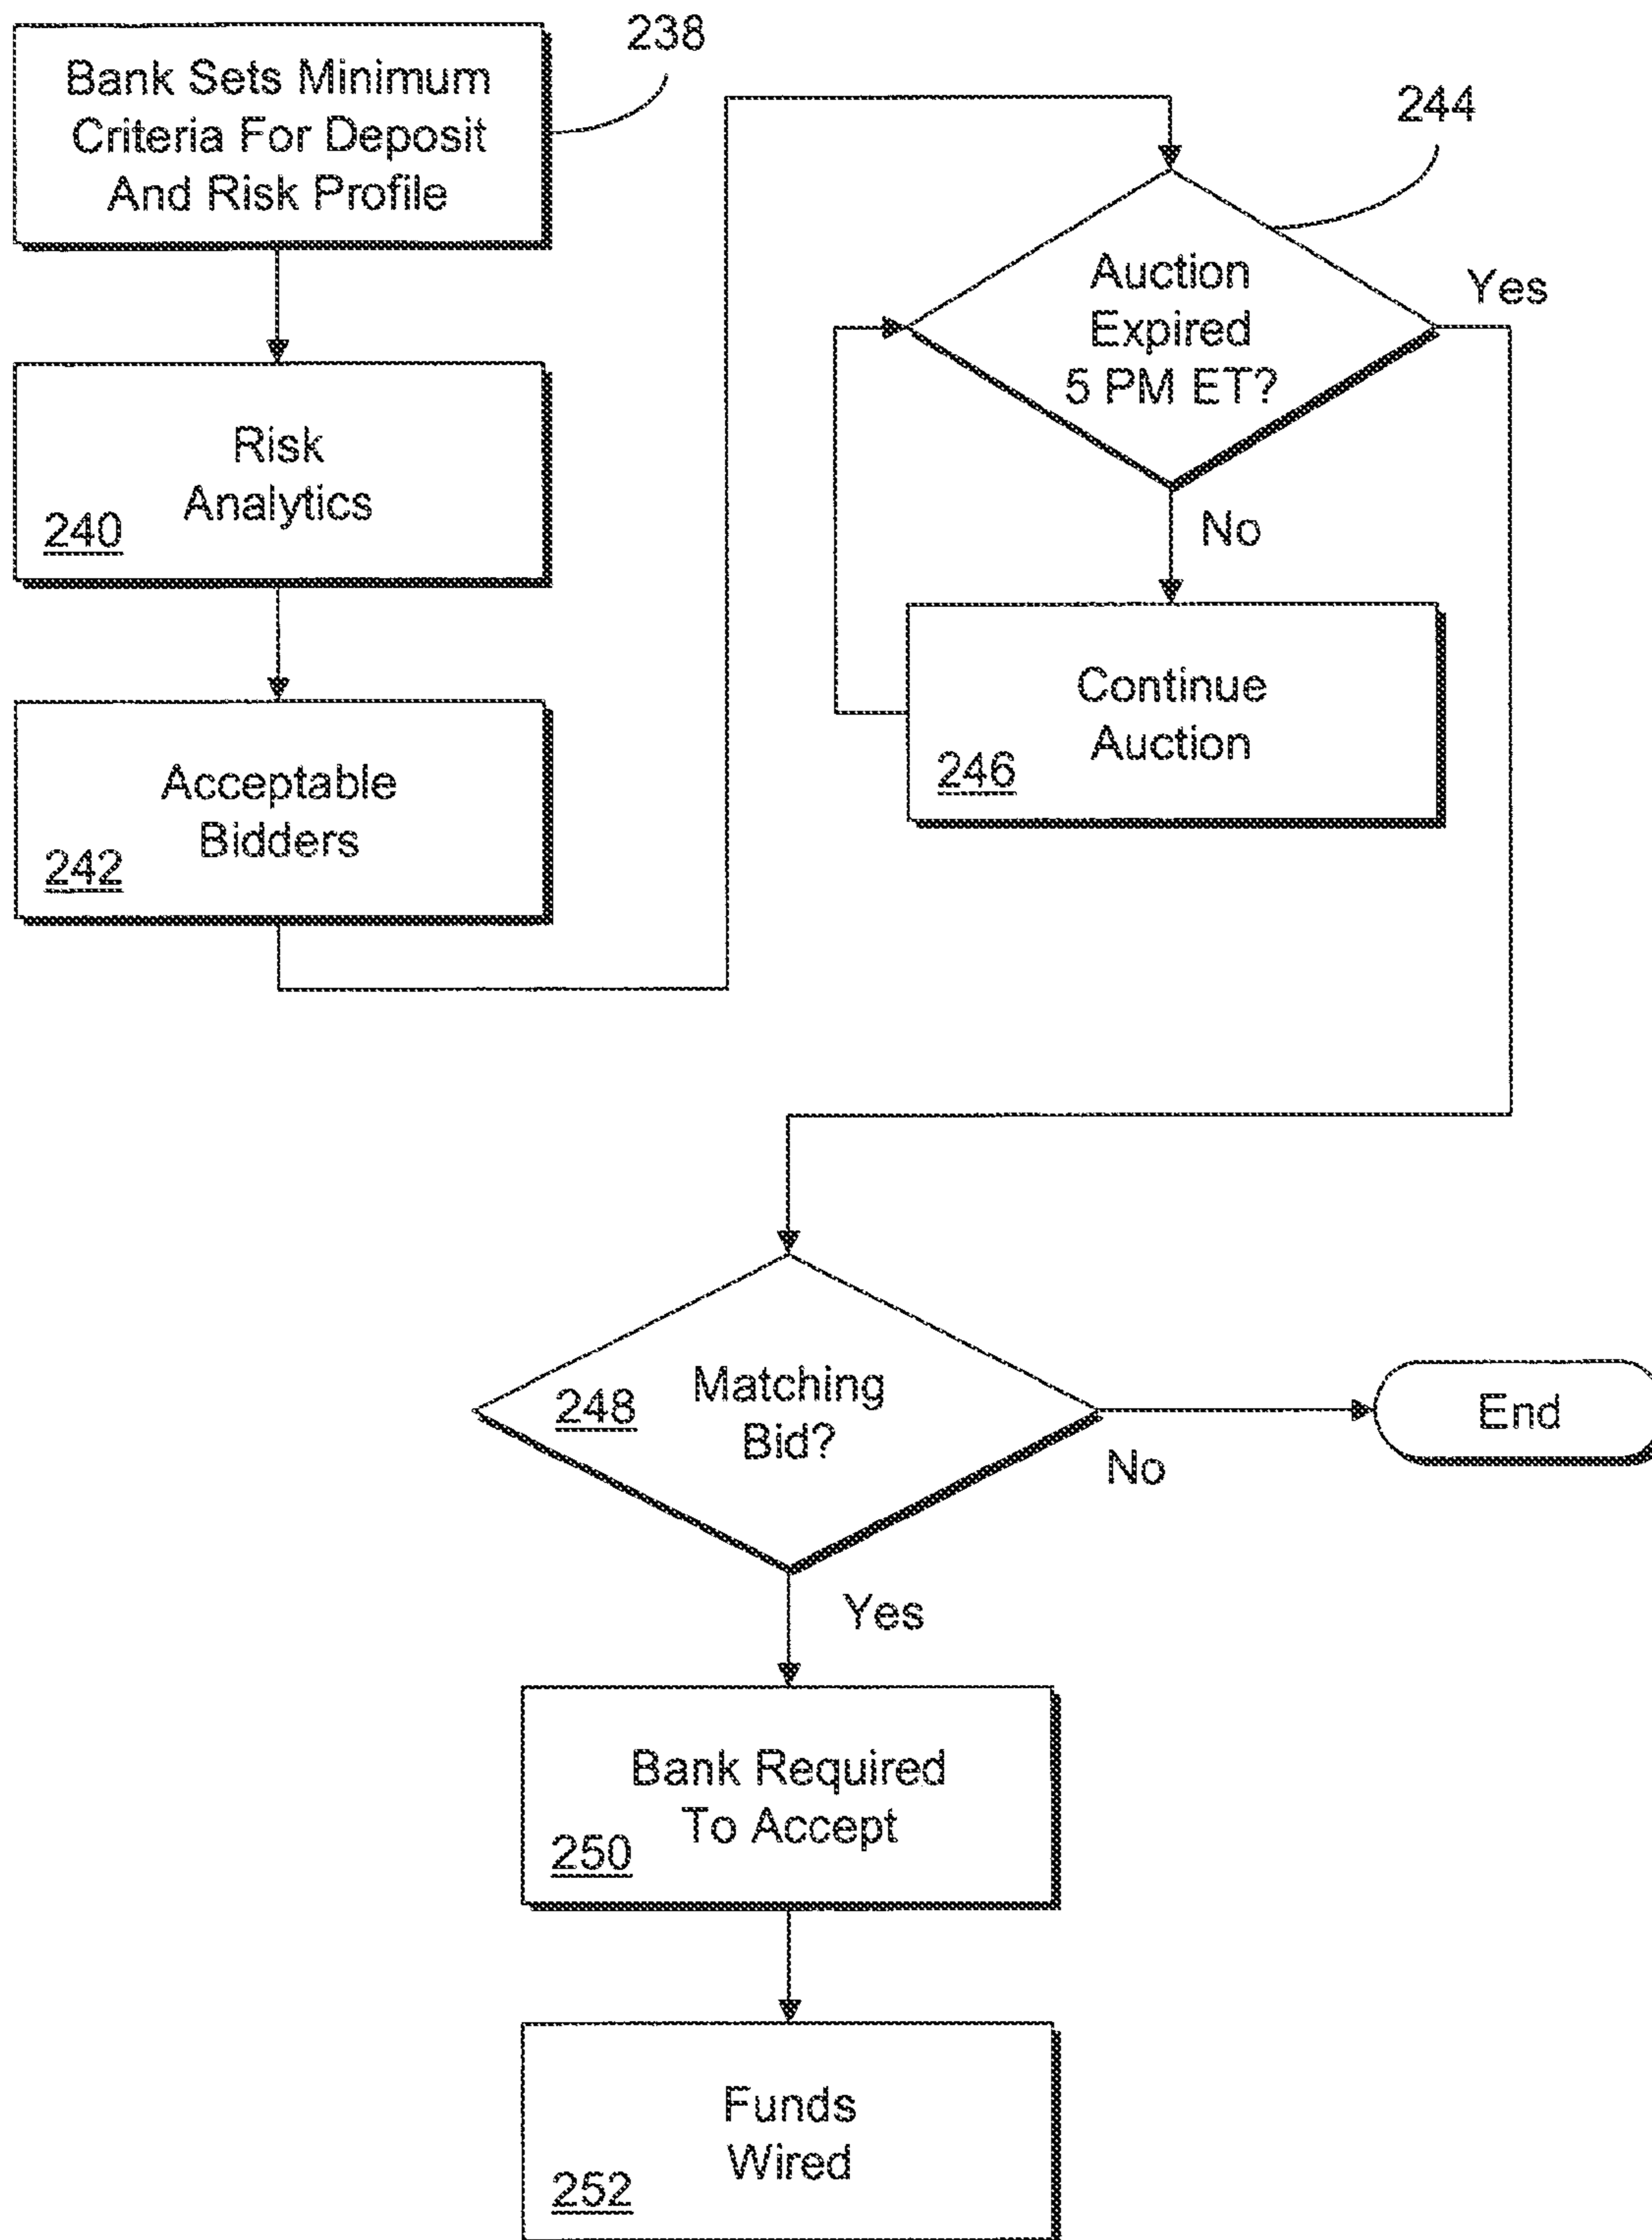 238
Bank Sets Minimum
Criteria For Deposit
And Risk Profile
Risk
Analytics
240
Acceptable
Bidders
242
244
Auction
Expired
5 PM ET?
Yes
No
Continue
Auction
246
Matching
Bid?
248
No
End
Yes
Bank Required
To Accept
250
Funds
Wired
252